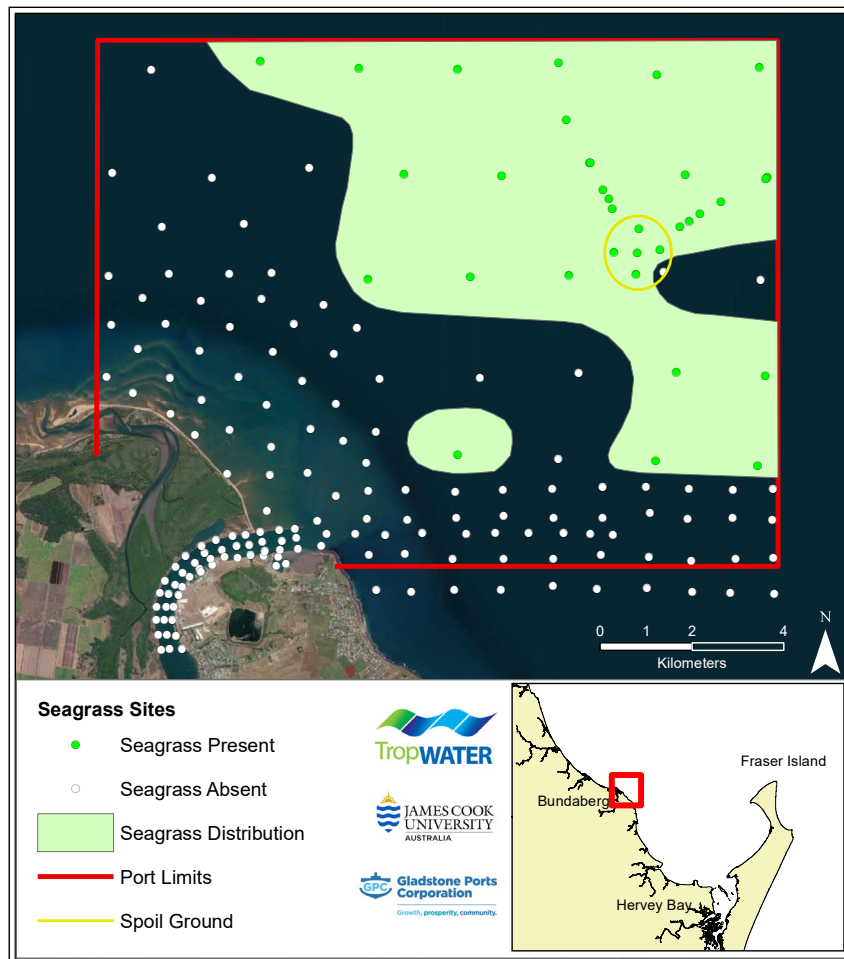 N
0 1 2 4
Kilometers
Seagrass Sites
Seagrass Present
Seagrass Absent
Seagrass Distribution
Port Limits
Spoil Ground
TropWATER
JAMES COOK
UNIVERSITY
AUSTRALIA
GPC
Gladstone Ports
Corporation
Growth, prosperity, community.
Fraser Island
Bundaberg
Hervey Bay